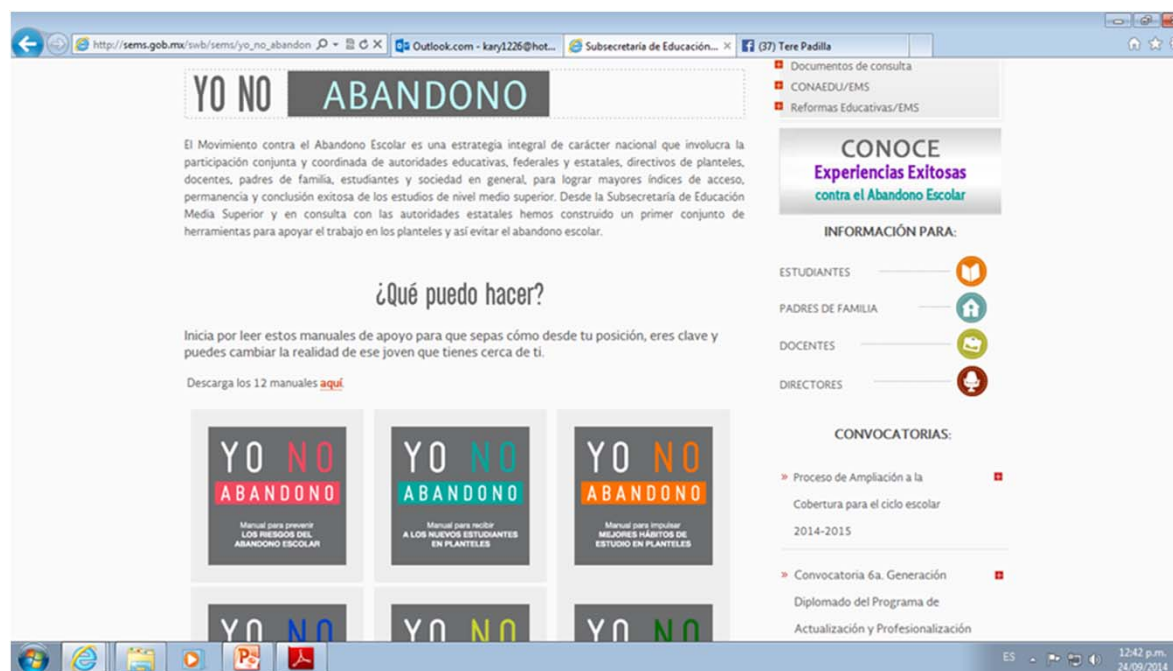 http://sems.gob.mx/swb/sems/yo_no_abandon
Outlook.com - kary1226@hot...
Subsecretaría de Educación...
(37) Tere Padilla
YO NO ABANDONO
El Movimiento contra el Abandono Escolar es una estrategia integral de carácter nacional que involucra la
participación conjunta y coordinada de autoridades educativas, federales y estatales, directivos de planteles,
docentes, padres de familia, estudiantes y sociedad en general, para lograr mayores índices de acceso,
permanencia y conclusión exitosa de los estudios de nivel medio superior. Desde la Subsecretaría de Educación
Media Superior y en consulta con las autoridades estatales hemos construido un primer conjunto de
herramientas para apoyar el trabajo en los planteles y así evitar el abandono escolar.
¿Qué puedo hacer?
Inicia por leer estos manuales de apoyo para que sepas cómo desde tu posición, eres clave y
puedes cambiar la realidad de ese joven que tienes cerca de ti.
Descarga los 12 manuales aquí
YO NO
ABANDONO
Manual para prevenir
LOS RIESGOS DEL
ABANDONO ESCOLAR
YO NO
ABANDONO
Manual para recibir
A LOS NUEVOS ESTUDIANTES
EN PLANTELES
YO NO
ABANDONO
Manual para impulsar
MEJORES HÁBITOS DE
ESTUDIO EN PLANTELES
YO NO
YO NO
YO NO
Documentos de consulta
CONAEDU/EMS
Reformas Educativas/EMS
CONOCE
Experiencias Exitosas
contra el Abandono Escolar
INFORMACIÓN PARA:
ESTUDIANTES
PADRES DE FAMILIA
DOCENTES
DIRECTORES
CONVOCATORIAS:
» Proceso de Ampliación a la
Cobertura para el ciclo escolar
2014-2015
» Convocatoria 6a. Generación
Diplomado del Programa de
Actualización y Profesionalización
ES
12:42 p.m.
24/09/2014